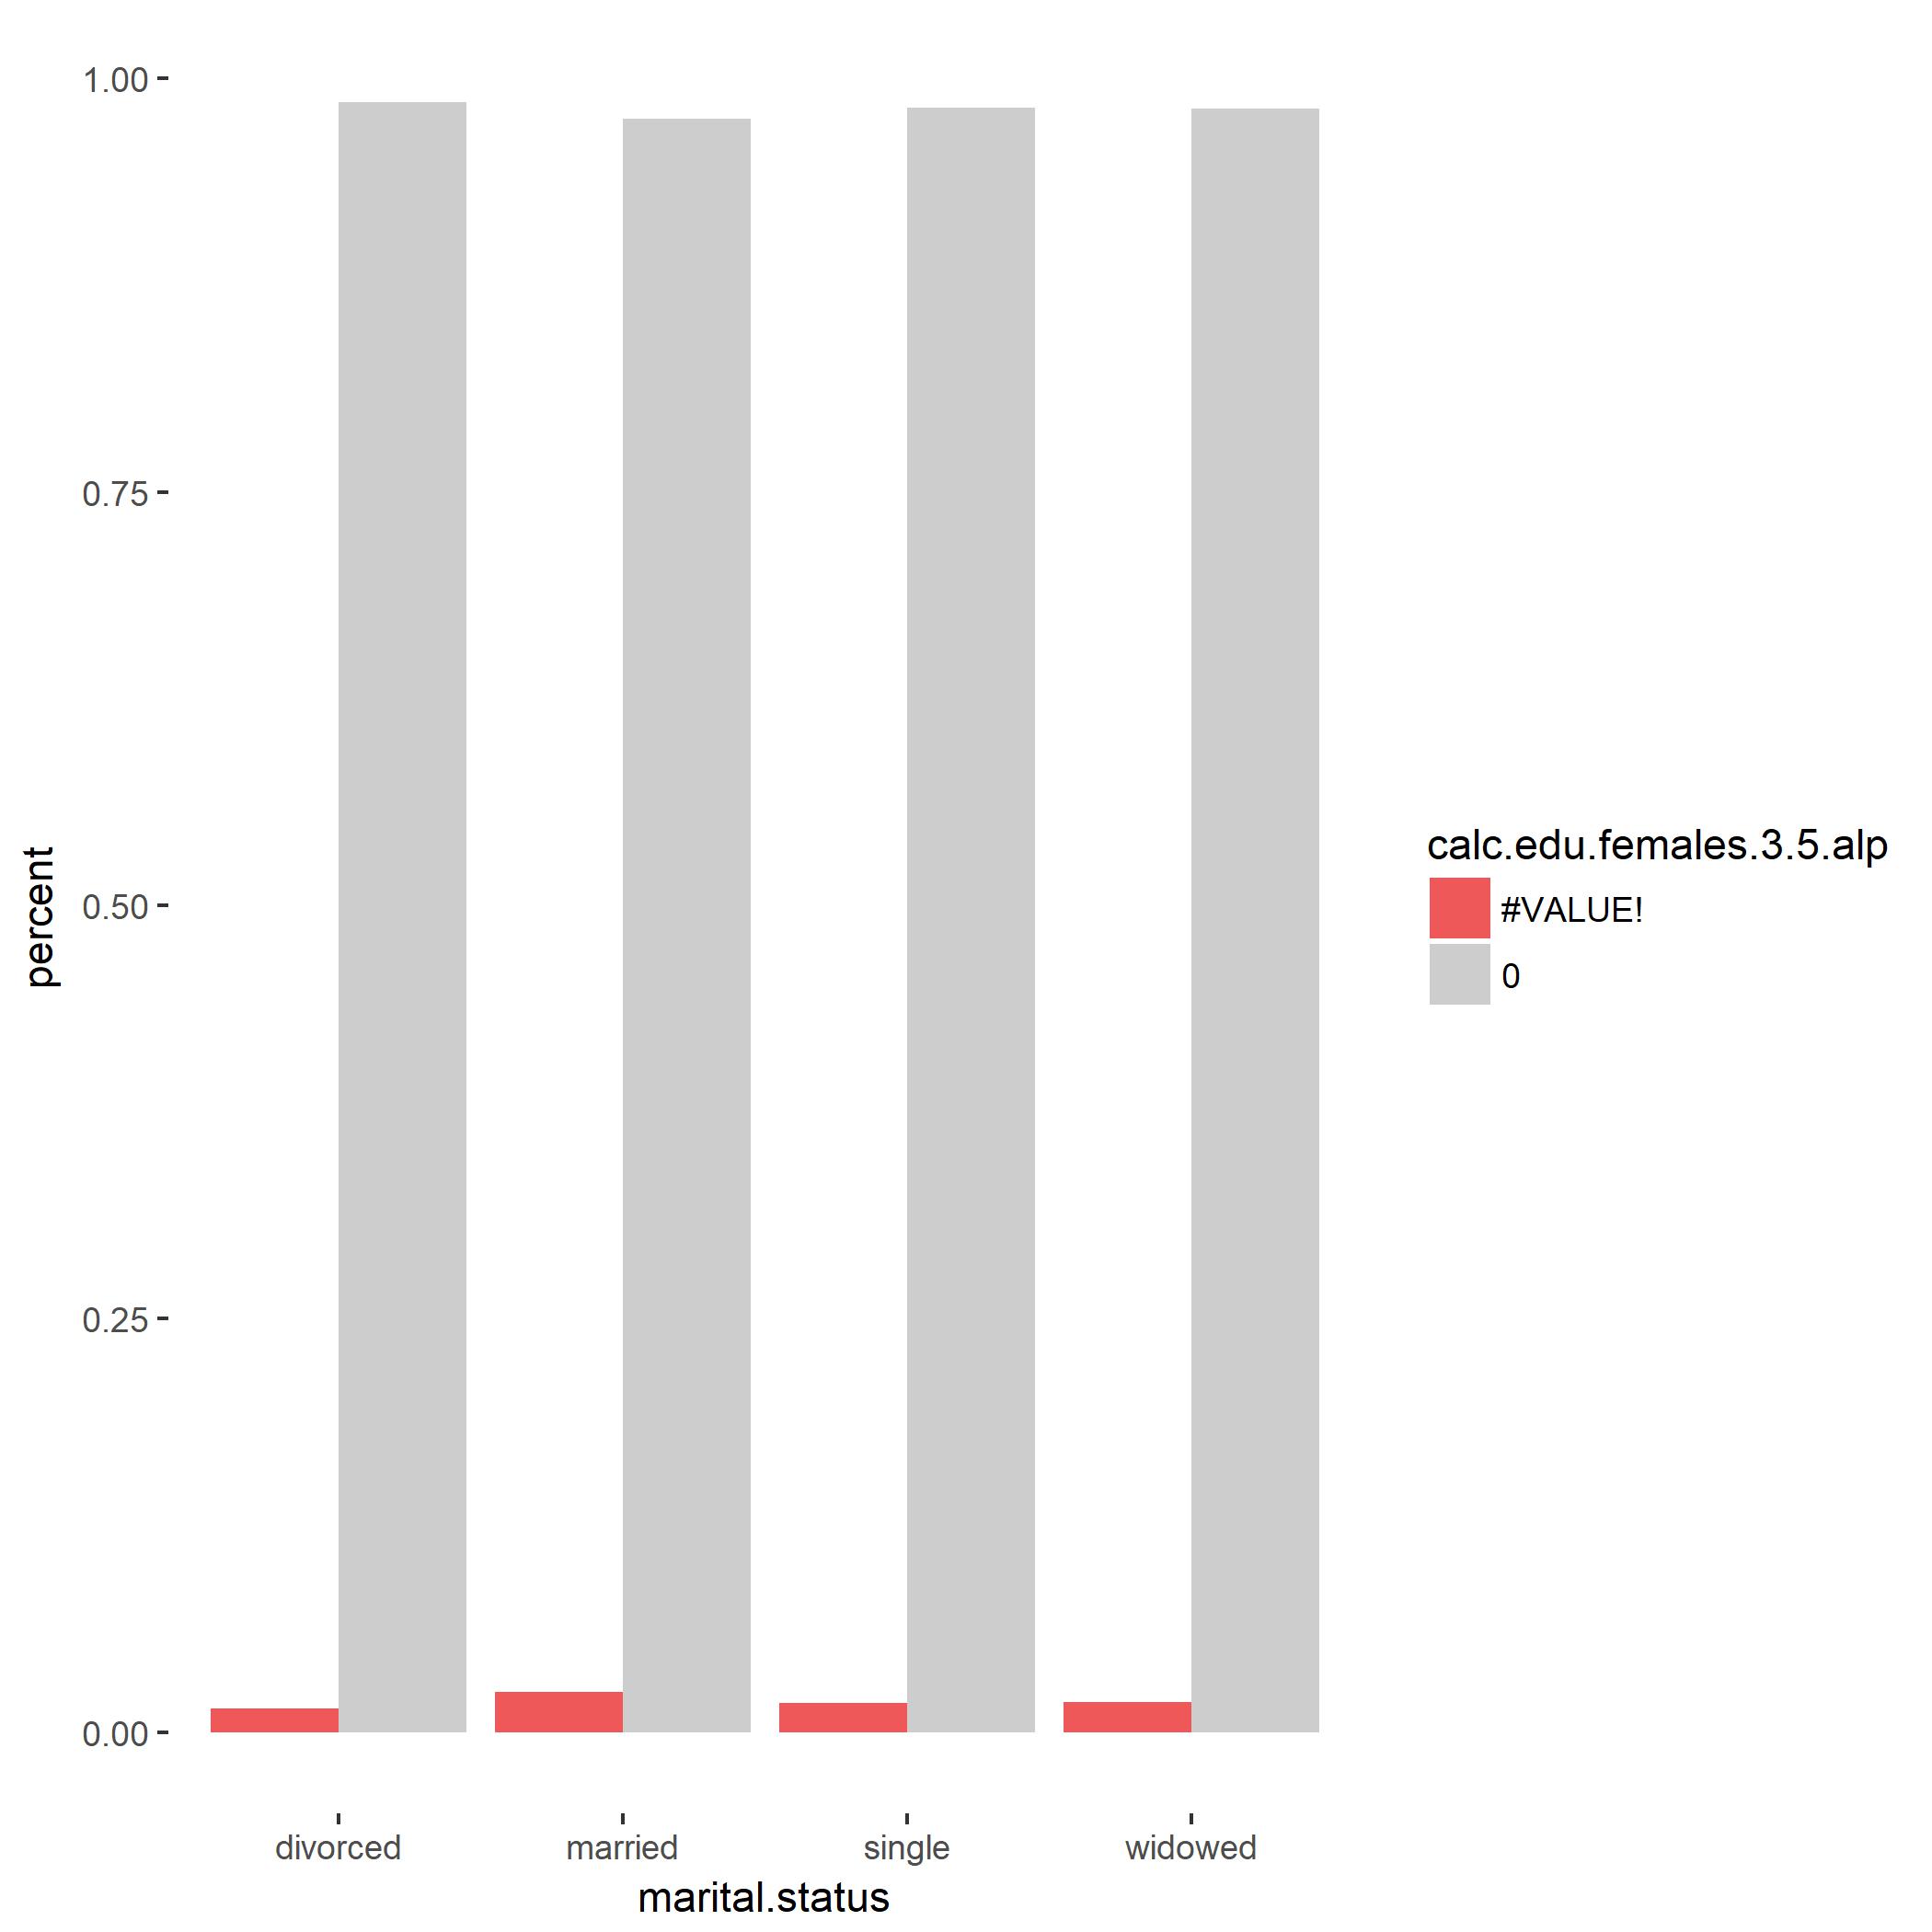 1.00
0.75
0.50
0.25
0.00
percent
divorced married single widowed
marital.status
calc.edu.females.3.5.alp
#VALUE!
0